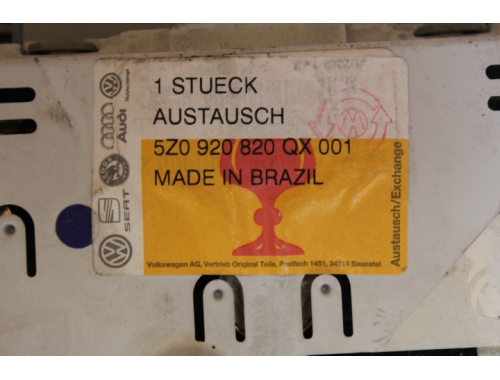 1 STUECK
AUSTAUSCH
5Z0 920 820 QX 001
MADE IN BRAZIL
Volkswagen AG, Vertrieb Original Teile, Postfach 1451, 34219 Baunatal
Austausch/Exchange
Audi
SEAT